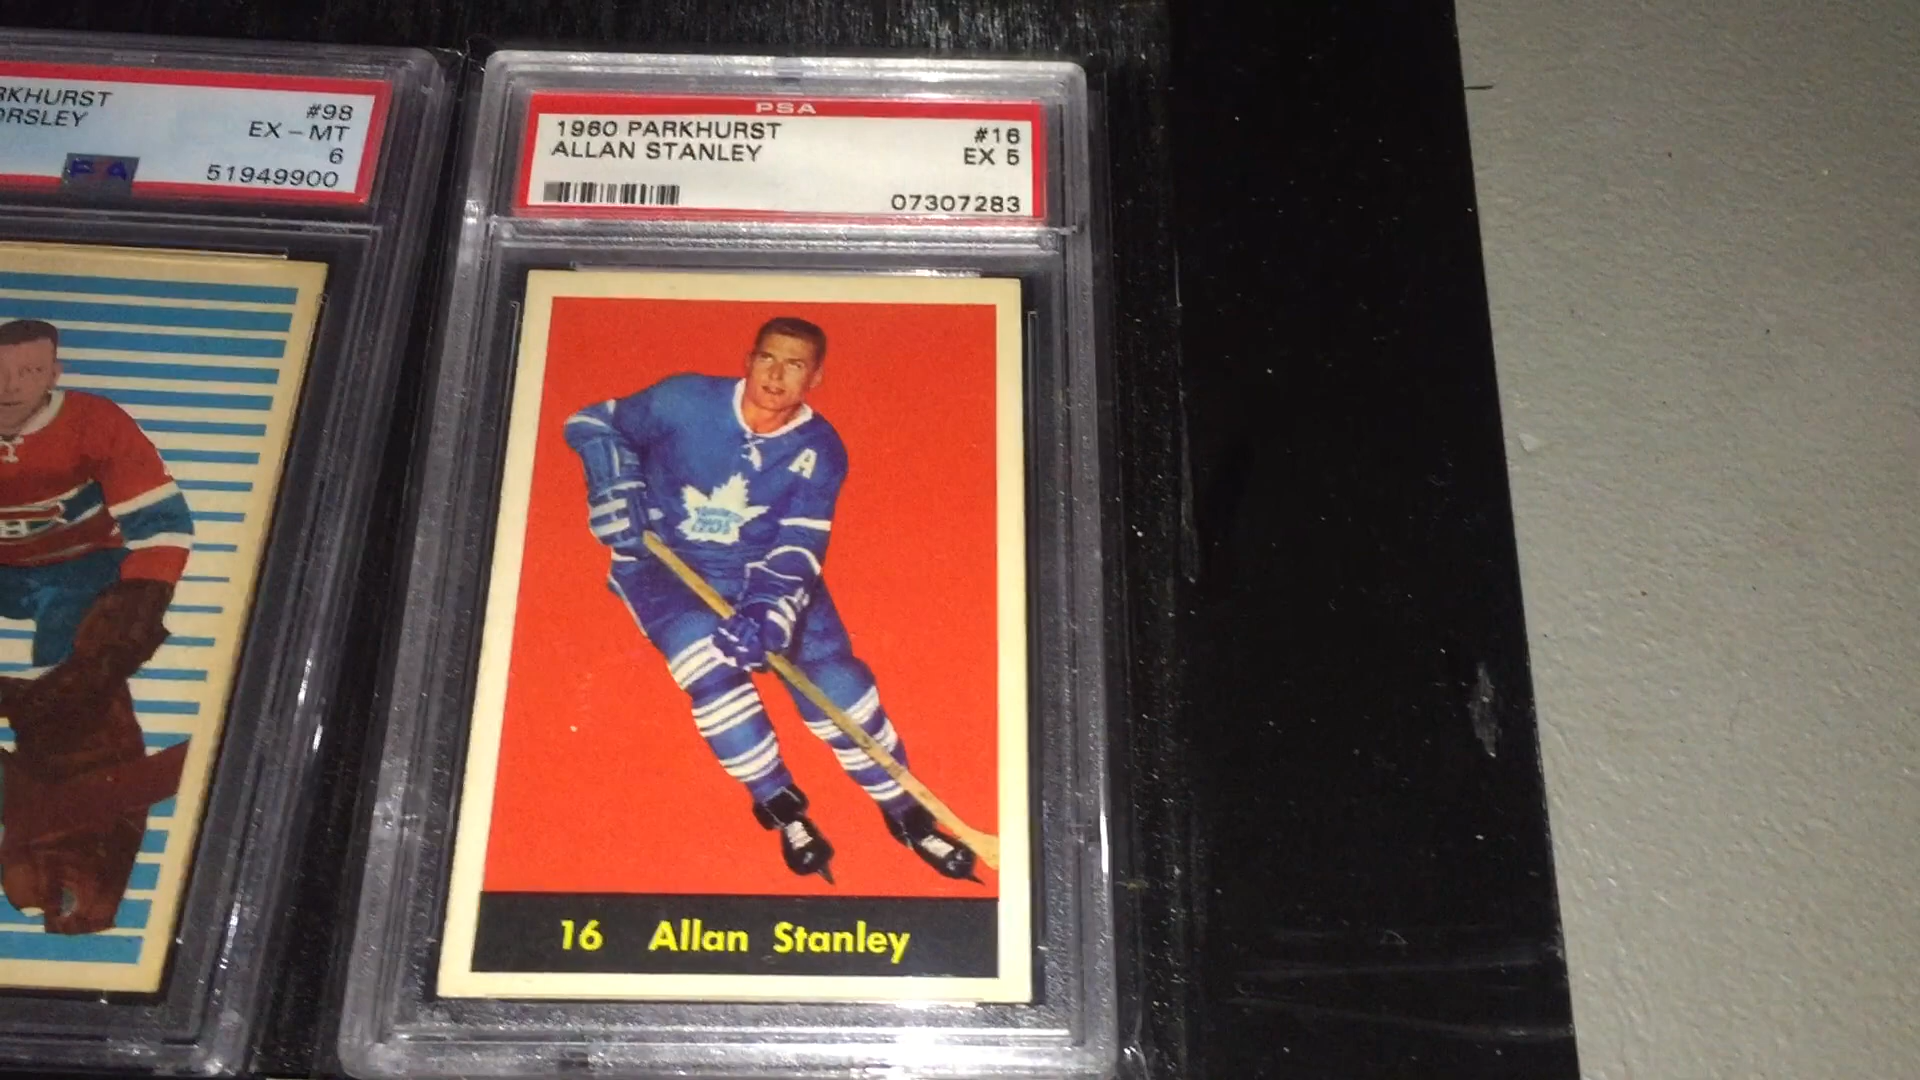 RKHURST
#98
ORSLEY
EX - MT
6
PSA
51949900
PSA
1960 PARKHURST
#16
ALLAN STANLEY
EX 5
07307283
A
16 Allan Stanley